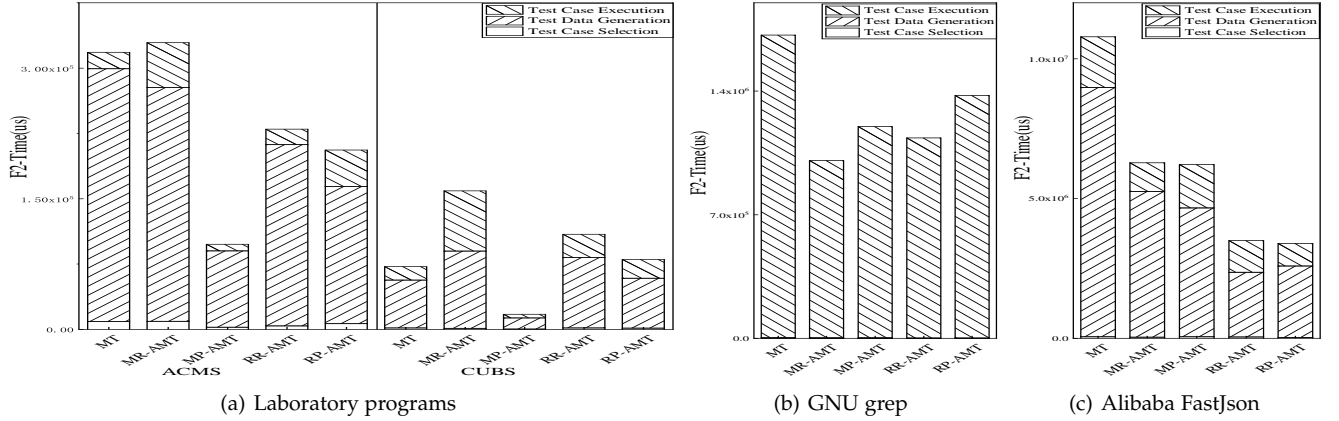 Test Case Execution
Test Data Generation
Test Case Selection
F2-Time(us)
3.00x10⁵
1.50x10⁵
0.00
MT
MR-AMT
MP-AMT
RR-AMT
RP-AMT
MT
MR-AMT
MP-AMT
RR-AMT
RP-AMT
ACMS
CUBS
(a) Laboratory programs
Test Case Execution
Test Data Generation
Test Case Selection
F2-Time(us)
1.4x10⁶
7.0x10⁵
0.0
MT
MR-AMT
MP-AMT
RR-AMT
RP-AMT
(b) GNU grep
Test Case Execution
Test Data Generation
Test Case Selection
F2-Time(us)
1.0x10⁷
5.0x10⁶
0.0
MT
MR-AMT
MP-AMT
RR-AMT
RP-AMT
(c) Alibaba FastJson